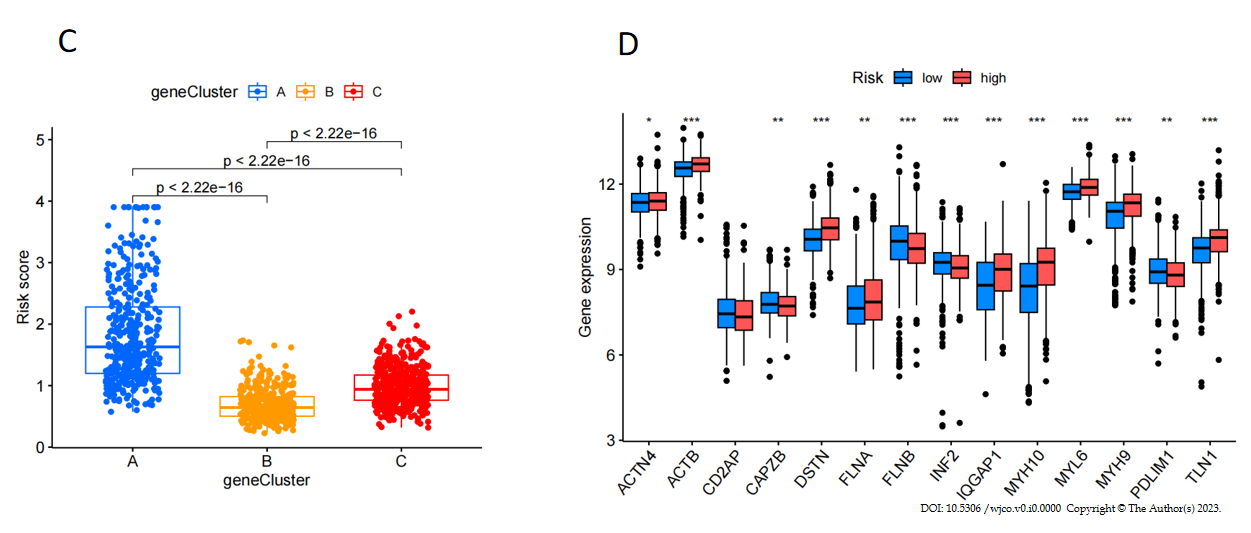 C
geneCluster A B C
Risk score
5
4
3
2
1
0
p < 2.22e−16
p < 2.22e−16
p < 2.22e−16
A B C
geneCluster
D
Risk low high
Gene expression
12
9
6
3
* *** ** *** ** *** *** *** *** *** *** ** ***
ACTN4
ACTB
CD2AP
CAPZB
DSTN
FLNA
FLNB
INF2
IQGAP1
MYH10
MYL6
MYH9
PDLIM1
TLN1
DOI: 10.5306 /wjco.v0.i0.0000 Copyright © The Author(s) 2023.